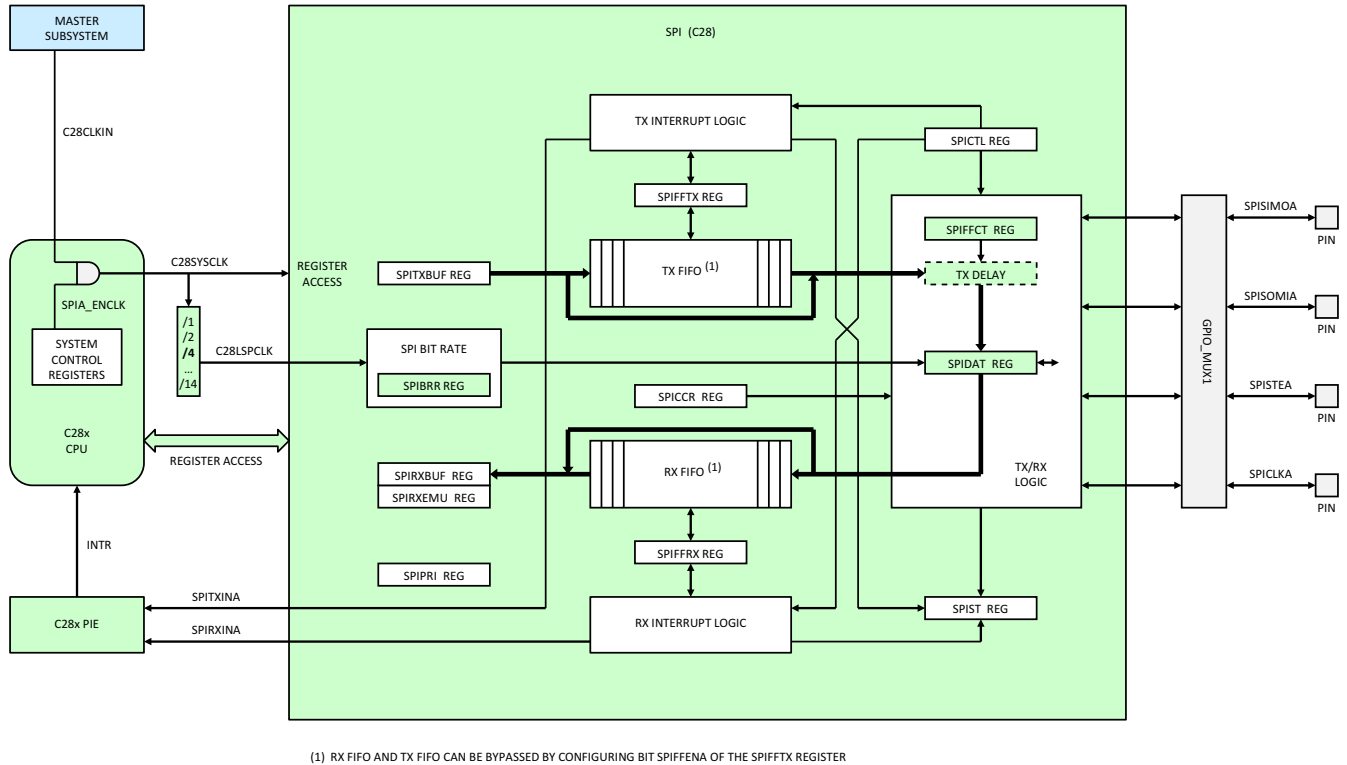 MASTER
SUBSYSTEM
SPI (C28)
C28CLKIN
TX INTERRUPT LOGIC
SPICTL REG
SPIFFTX REG
SPISIMOA
PIN
SPIFFCT REG
C28SYSCLK
REGISTER
ACCESS
SPITXBUF REG
TX FIFO (1)
TX DELAY
SPIA_ENCLK
SPISOMIA
PIN
SYSTEM
CONTROL
REGISTERS
/1
/2
/4
...
/14
C28LSPCLK
SPI BIT RATE
SPIBRR REG
SPIDAT REG
GPIO_MUX1
SPICCR REG
SPISTEA
PIN
C28x
CPU
REGISTER ACCESS
SPIRXBUF REG
SPIRXEMU REG
RX FIFO (1)
TX/RX
LOGIC
SPICLKA
PIN
INTR
SPIFFRX REG
SPIPRI REG
SPITXINA
C28x PIE
SPIRXINA
RX INTERRUPT LOGIC
SPIST REG
(1) RX FIFO AND TX FIFO CAN BE BYPASSED BY CONFIGURING BIT SPIFFENA OF THE SPIFFTX REGISTER